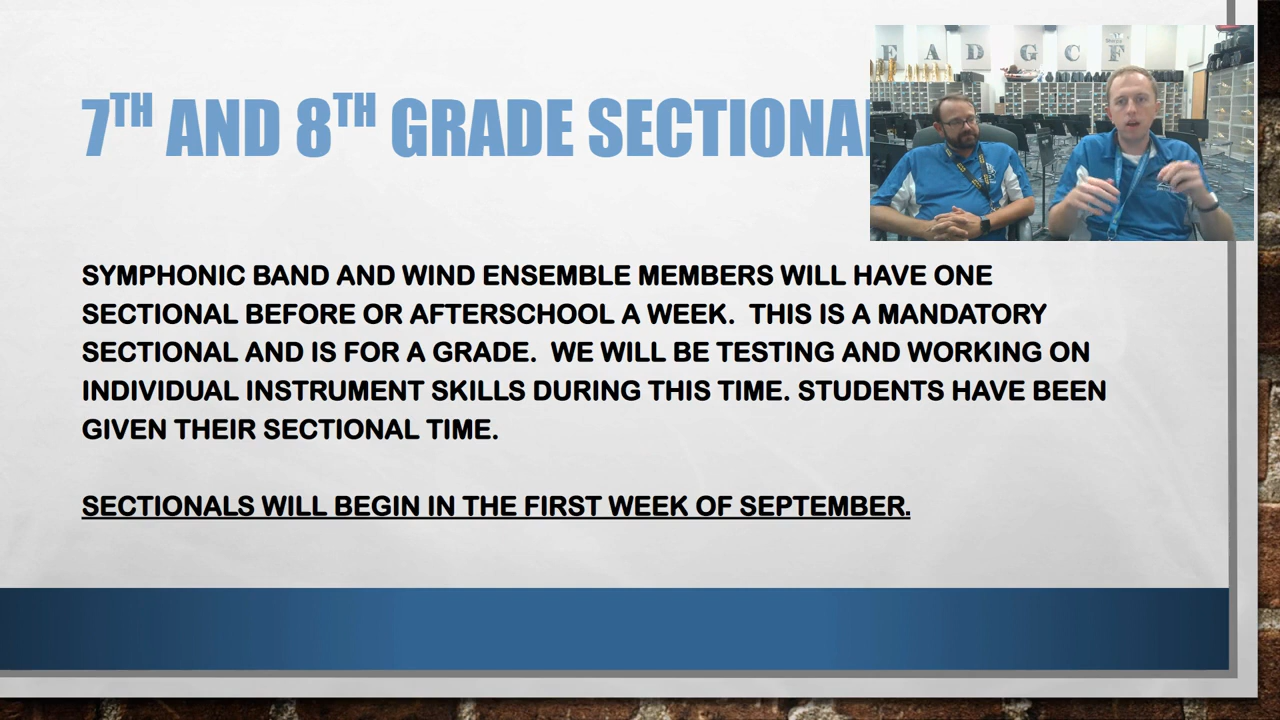 E A D G C F
7TH AND 8TH GRADE SECTIONA
SYMPHONIC BAND AND WIND ENSEMBLE MEMBERS WILL HAVE ONE
SECTIONAL BEFORE OR AFTERSCHOOL A WEEK.  THIS IS A MANDATORY
SECTIONAL AND IS FOR A GRADE.  WE WILL BE TESTING AND WORKING ON
INDIVIDUAL INSTRUMENT SKILLS DURING THIS TIME. STUDENTS HAVE BEEN
GIVEN THEIR SECTIONAL TIME.
SECTIONALS WILL BEGIN IN THE FIRST WEEK OF SEPTEMBER.